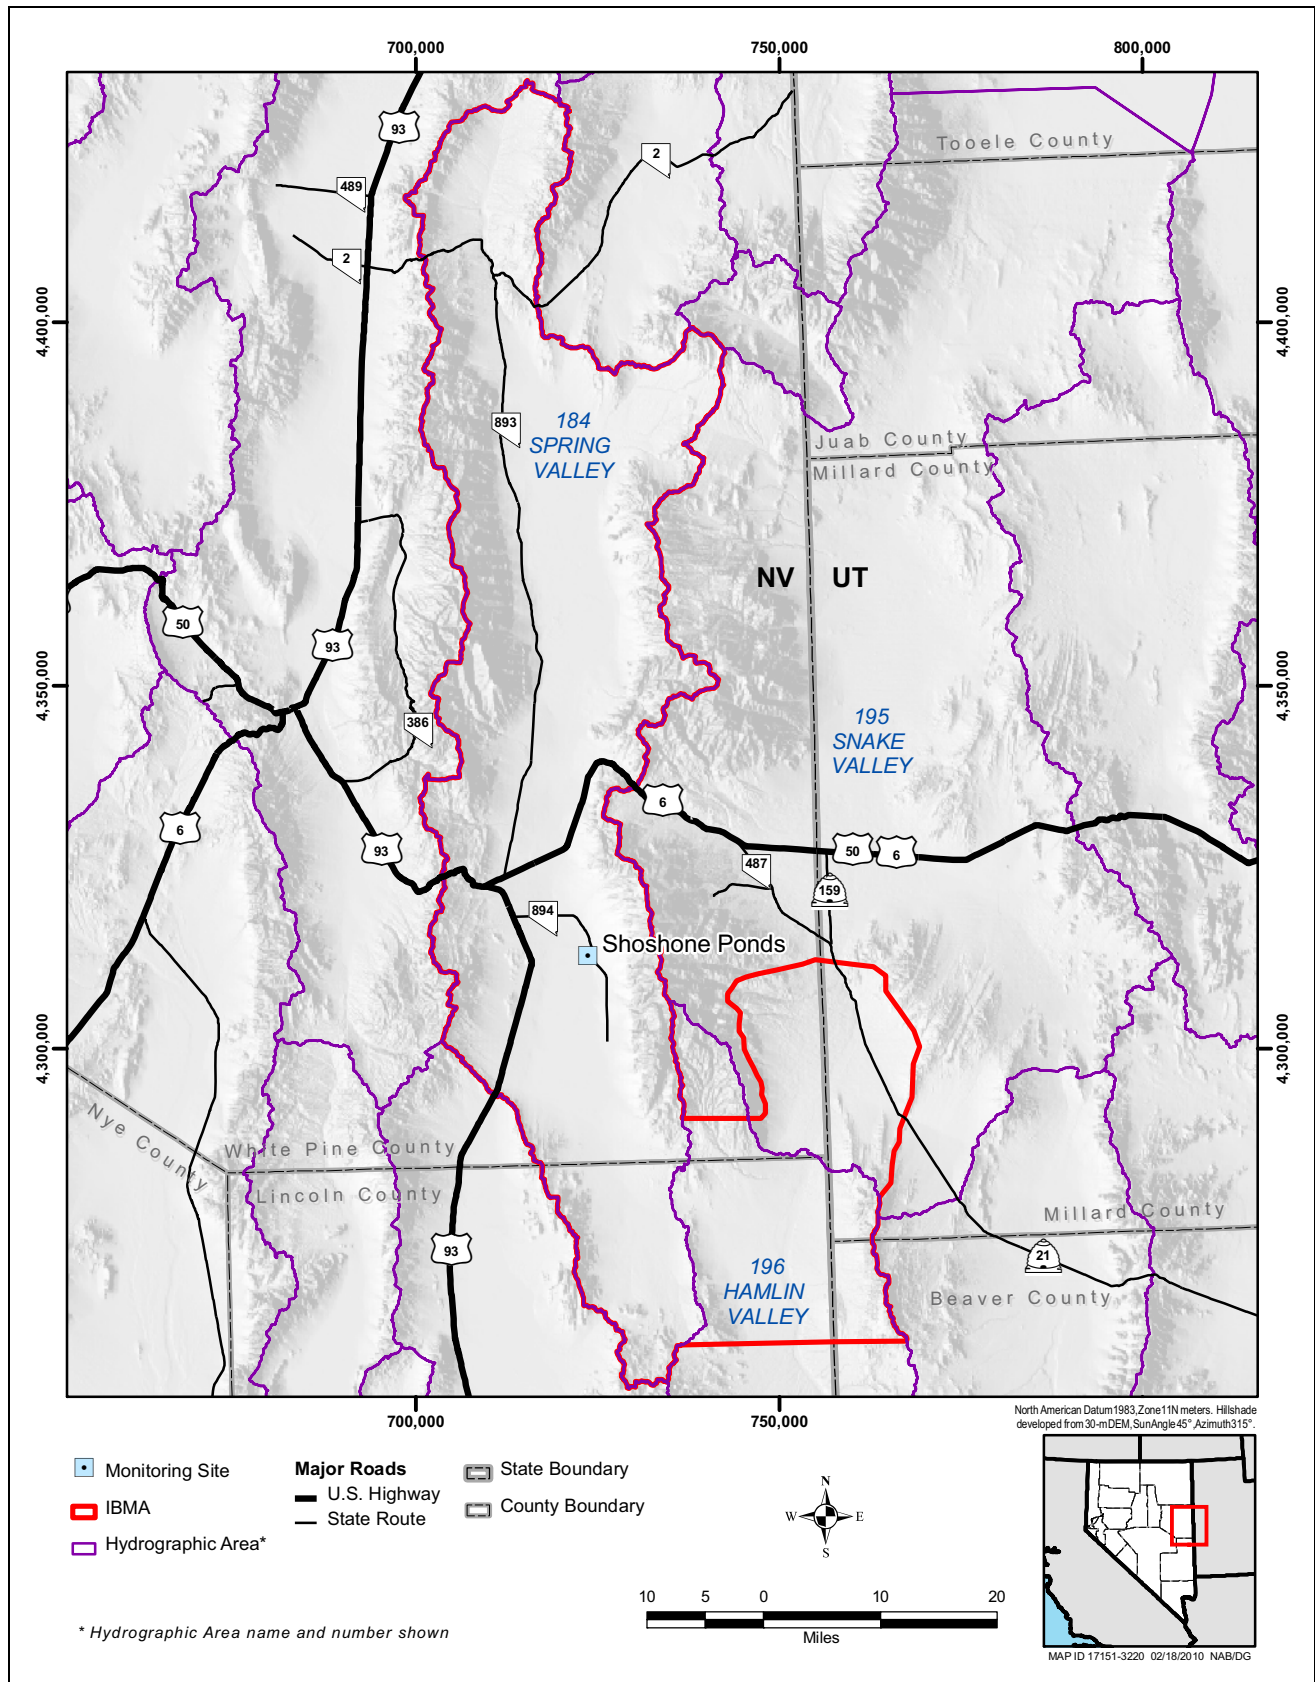 700,000
750,000
800,000
93
2
Tooele County
489
2
4,400,000
4,400,000
893
184
SPRING
VALLEY
Juab County
Millard County
NV
UT
50
93
4,350,000
4,350,000
386
195
SNAKE
VALLEY
6
6
93
50
6
487
159
894
Shoshone Ponds
4,300,000
4,300,000
Nye County
White Pine County
Lincoln County
Millard County
93
21
196
HAMLIN
VALLEY
Beaver County
700,000
750,000
North American Datum 1983, Zone 11N meters. Hillshade
developed from 30-m DEM, Sun Angle 45°, Azimuth 315°.
Monitoring Site
IBMA
Hydrographic Area*
Major Roads
U.S. Highway
State Route
State Boundary
County Boundary
N
W
E
S
10 5 0 10 20
Miles
* Hydrographic Area name and number shown
MAP ID 17151-3220 02/18/2010 NAB/DG